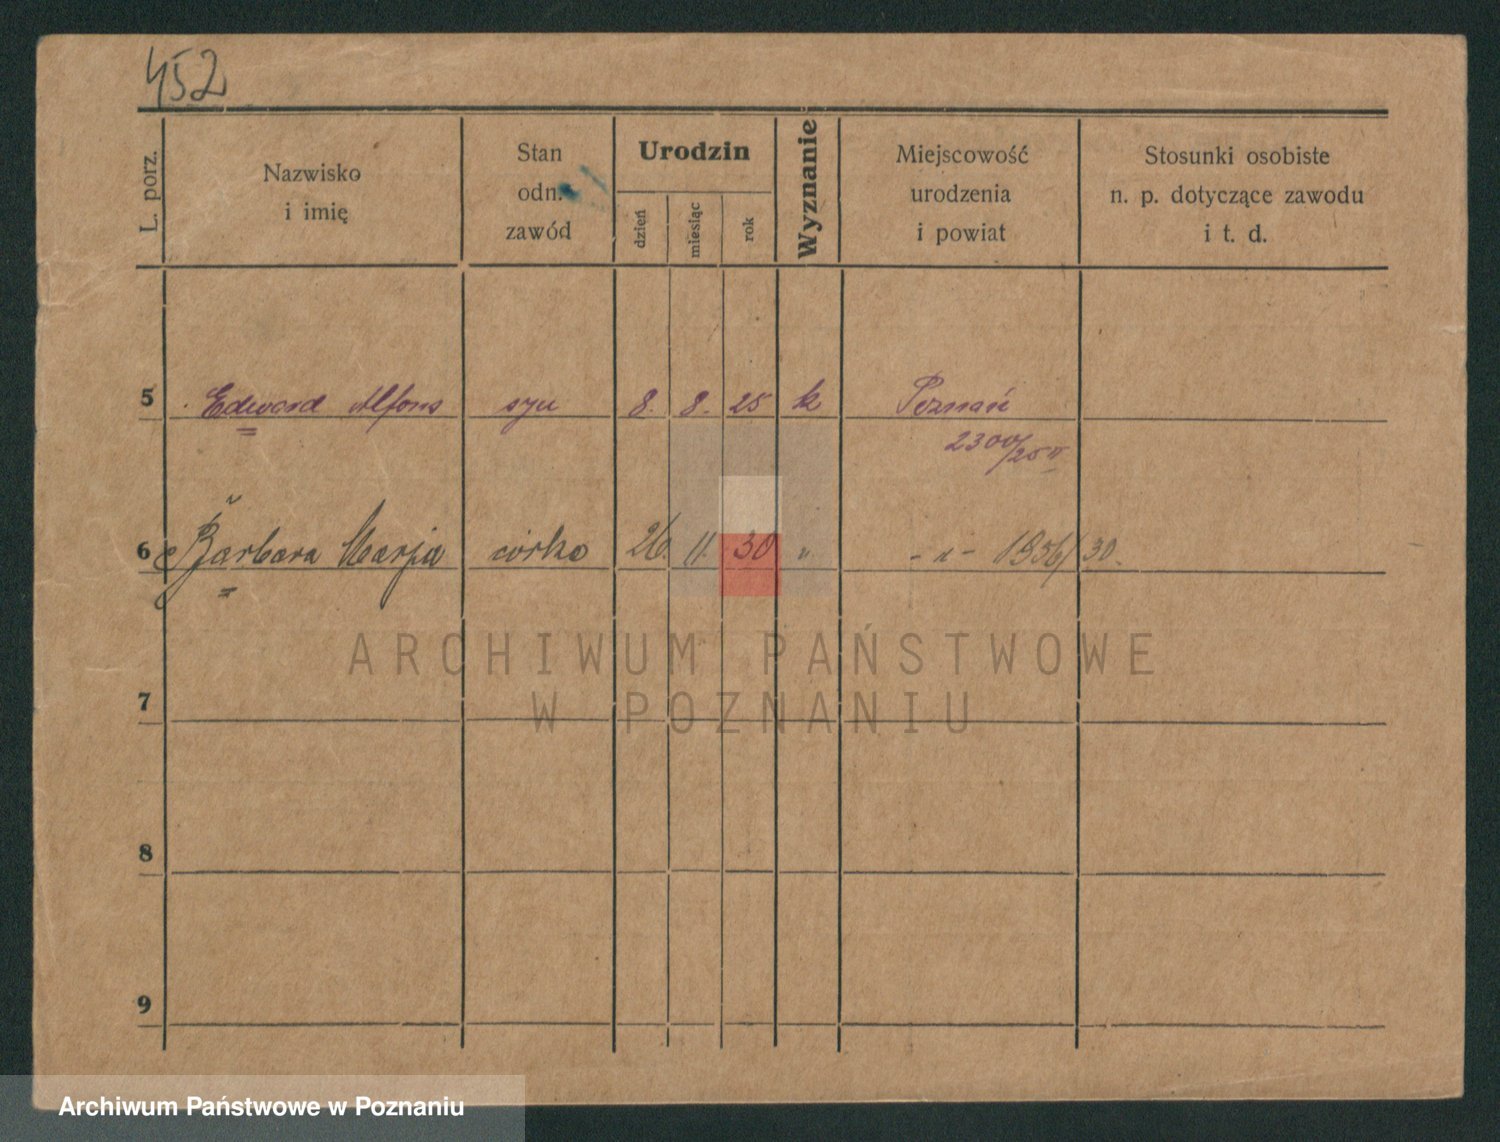 452
L. porz.
Nazwisko
i imię
Stan
odn.
zawód
Urodzin
dzień
miesiąc
rok
Wyznanie
Miejscowość
urodzenia
i powiat
Stosunki osobiste
n. p. dotyczące zawodu
i t. d.
5 Edward Alfons syn 8. 8. 25 k Poznań
2300/25 II
6 Barbara Marja córka 26. 11. 30 " - " - 1856/30.
ARCHIWUM PAŃSTWOWE
W POZNANIU
7
8
9
Archiwum Państwowe w Poznaniu